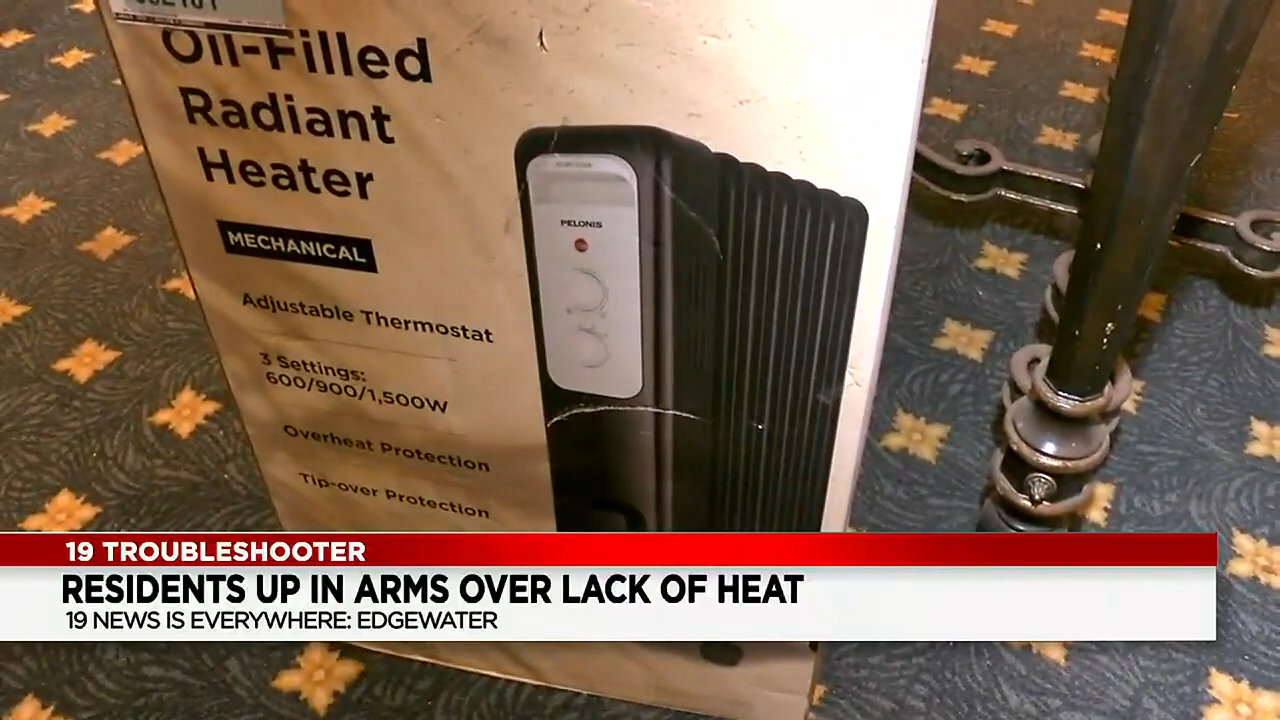 Oil-Filled
Radiant
Heater
MECHANICAL
Adjustable Thermostat
3 Settings:
600/900/1,500W
Overheat Protection
Tip-over Protection
PELONIS
19 TROUBLESHOOTER
RESIDENTS UP IN ARMS OVER LACK OF HEAT
19 NEWS IS EVERYWHERE: EDGEWATER